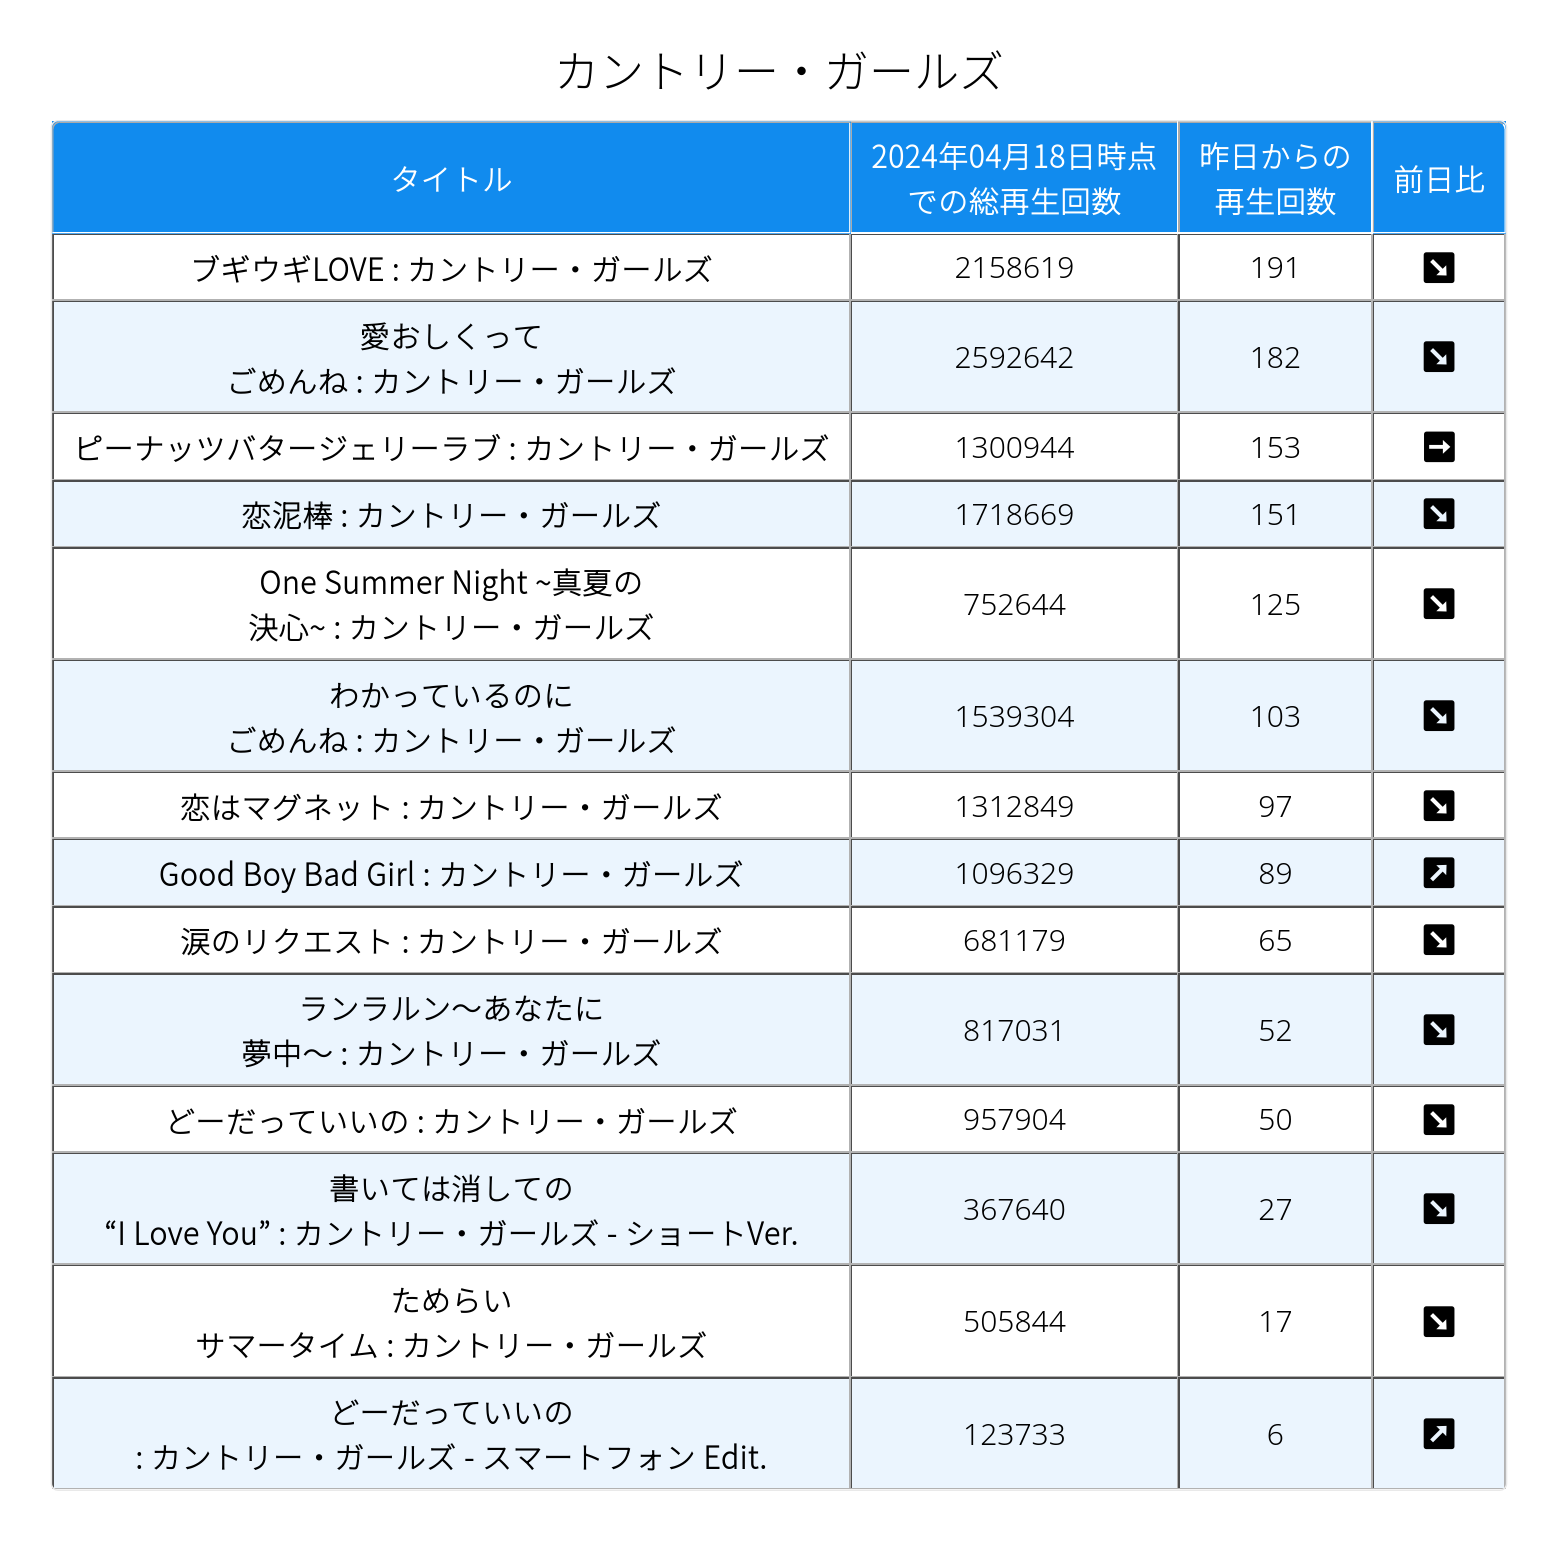 カントリー・ガールズ
タイトル
2024年04月18日時点
での総再生回数
昨日からの
再生回数
前日比
ブギウギLOVE : カントリー・ガールズ
2158619
191
愛おしくって
ごめんね : カントリー・ガールズ
2592642
182
ピーナッツバタージェリーラブ : カントリー・ガールズ
1300944
153
恋泥棒 : カントリー・ガールズ
1718669
151
One Summer Night ~真夏の
決心~ : カントリー・ガールズ
752644
125
わかっているのに
ごめんね : カントリー・ガールズ
1539304
103
恋はマグネット : カントリー・ガールズ
1312849
97
Good Boy Bad Girl : カントリー・ガールズ
1096329
89
涙のリクエスト : カントリー・ガールズ
681179
65
ランラルン〜あなたに
夢中〜 : カントリー・ガールズ
817031
52
どーだっていいの : カントリー・ガールズ
957904
50
書いては消しての
“I Love You” : カントリー・ガールズ - ショートVer.
367640
27
ためらい
サマータイム : カントリー・ガールズ
505844
17
どーだっていいの
: カントリー・ガールズ - スマートフォン Edit.
123733
6